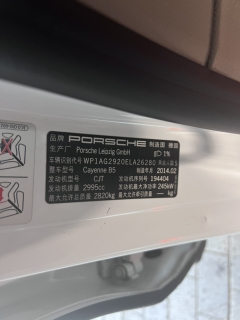 PORSCHE 制造国 德国
生产厂 Porsche Leipzig GmbH 1%
车辆识别代号 WP1AG2920ELA26280
整车型号 Cayenne B5 制造年月 2014.02
发动机型号 CJT 发动机序号 194404
发动机排量 2995cc 发动机最大净功率 245kW
最大允许总质量 2820kg